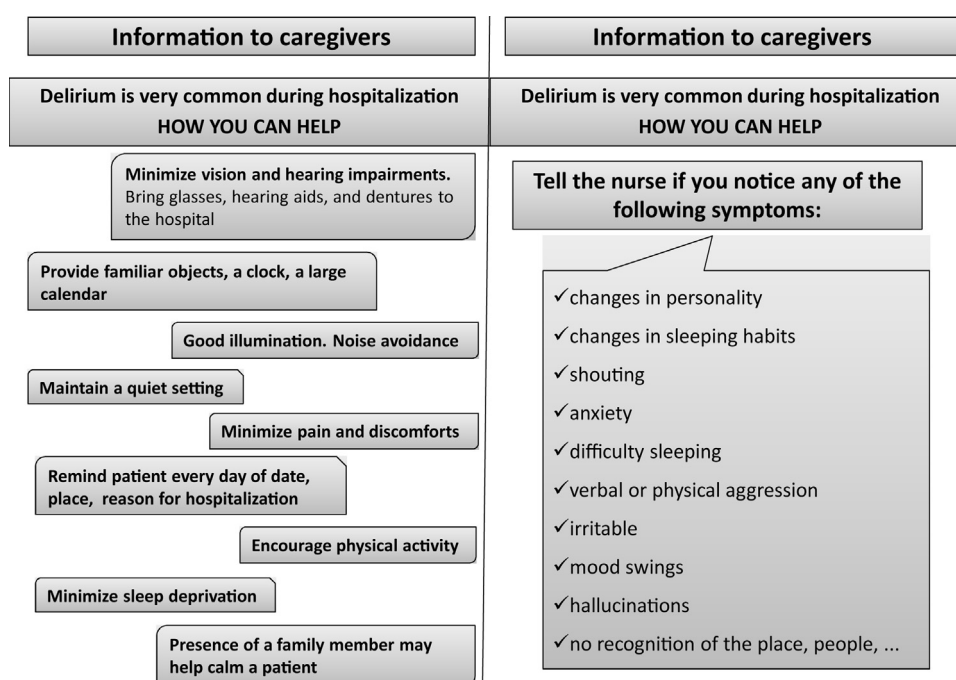 Information to caregivers
Delirium is very common during hospitalization
HOW YOU CAN HELP
Minimize vision and hearing impairments.
Bring glasses, hearing aids, and dentures to
the hospital
Provide familiar objects, a clock, a large
calendar
Good illumination. Noise avoidance
Maintain a quiet setting
Minimize pain and discomforts
Remind patient every day of date,
place, reason for hospitalization
Encourage physical activity
Minimize sleep deprivation
Presence of a family member may
help calm a patient
Information to caregivers
Delirium is very common during hospitalization
HOW YOU CAN HELP
Tell the nurse if you notice any of the
following symptoms:
✓changes in personality
✓changes in sleeping habits
✓shouting
✓anxiety
✓difficulty sleeping
✓verbal or physical aggression
✓irritable
✓mood swings
✓hallucinations
✓no recognition of the place, people, ...